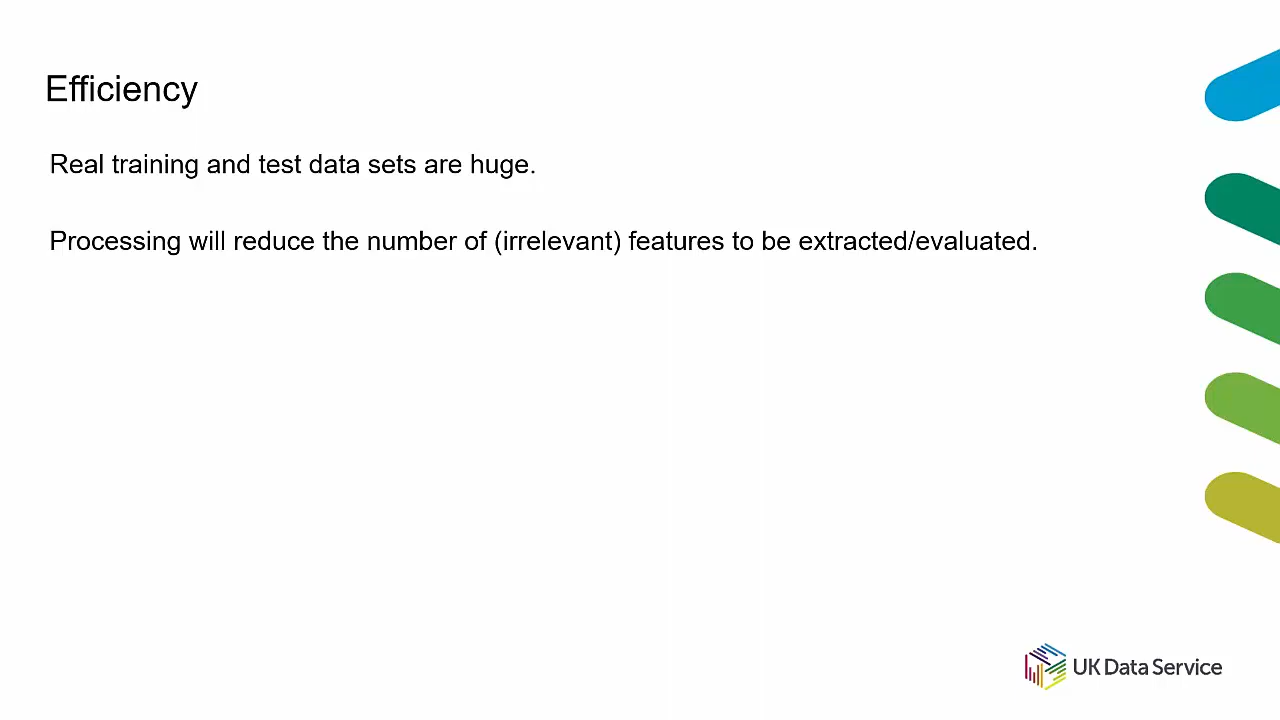 Efficiency
Real training and test data sets are huge.
Processing will reduce the number of (irrelevant) features to be extracted/evaluated.
UK Data Service